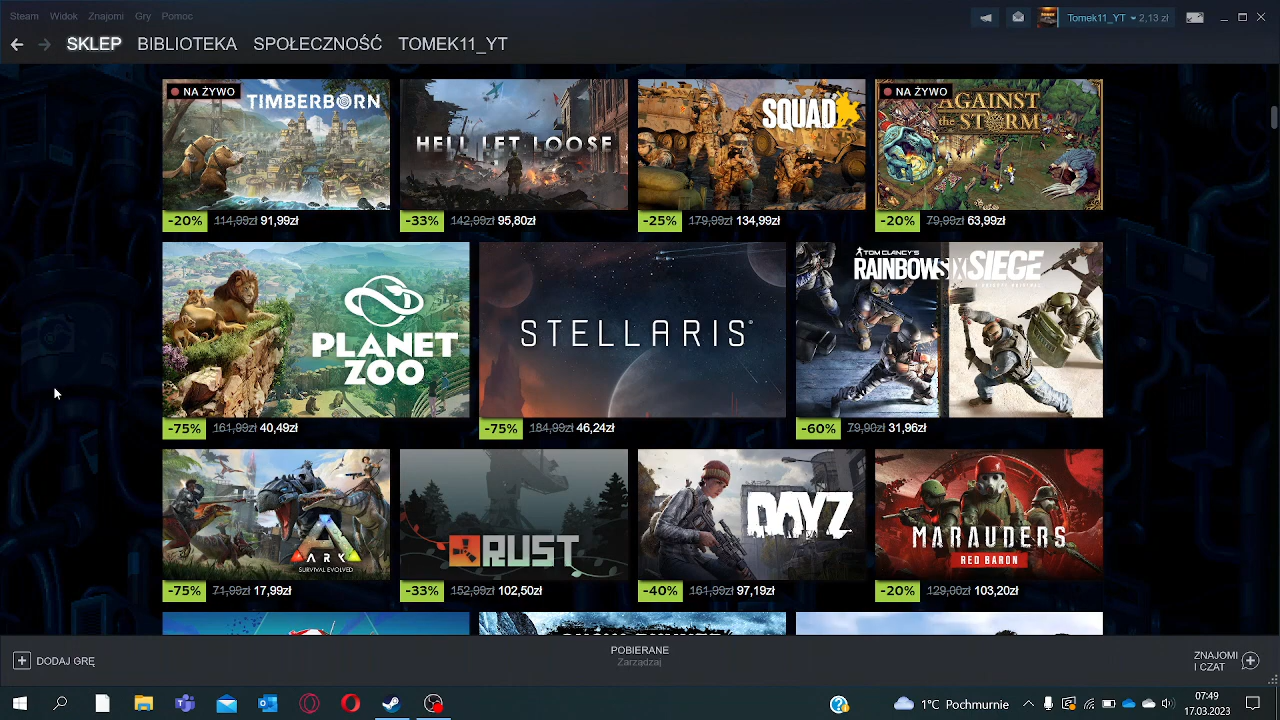 Steam Widok Znajomi Gry Pomoc
Tomek11_YT 2,13 zł
SKLEP BIBLIOTEKA SPOŁECZNOŚĆ TOMEK11_YT
NA ŻYWO
TIMBERBORN
-20% 114,99zł 91,99zł
HELL LET LOOSE
-33% 142,99zł 95,80zł
SQUAD
-25% 179,99zł 134,99zł
NA ŻYWO
AGAINST
the STORM
-20% 79,99zł 63,99zł
PLANET
ZOO
-75% 161,99zł 40,49zł
STELLARIS
-75% 184,99zł 46,24zł
TOM CLANCY'S
RAINBOWSIX SIEGE
-60% 79,90zł 31,96zł
ARK
SURVIVAL EVOLVED
-75% 71,99zł 17,99zł
RUST
-33% 152,99zł 102,50zł
DAYZ
-40% 161,99zł 97,19zł
MARAUDERS
RED BARON
-20% 129,00zł 103,20zł
DODAJ GRĘ
POBIERANE
Zarządzaj
ZNAJOMI
I CZAT
1°C Pochmurnie
07:49
17.03.2023